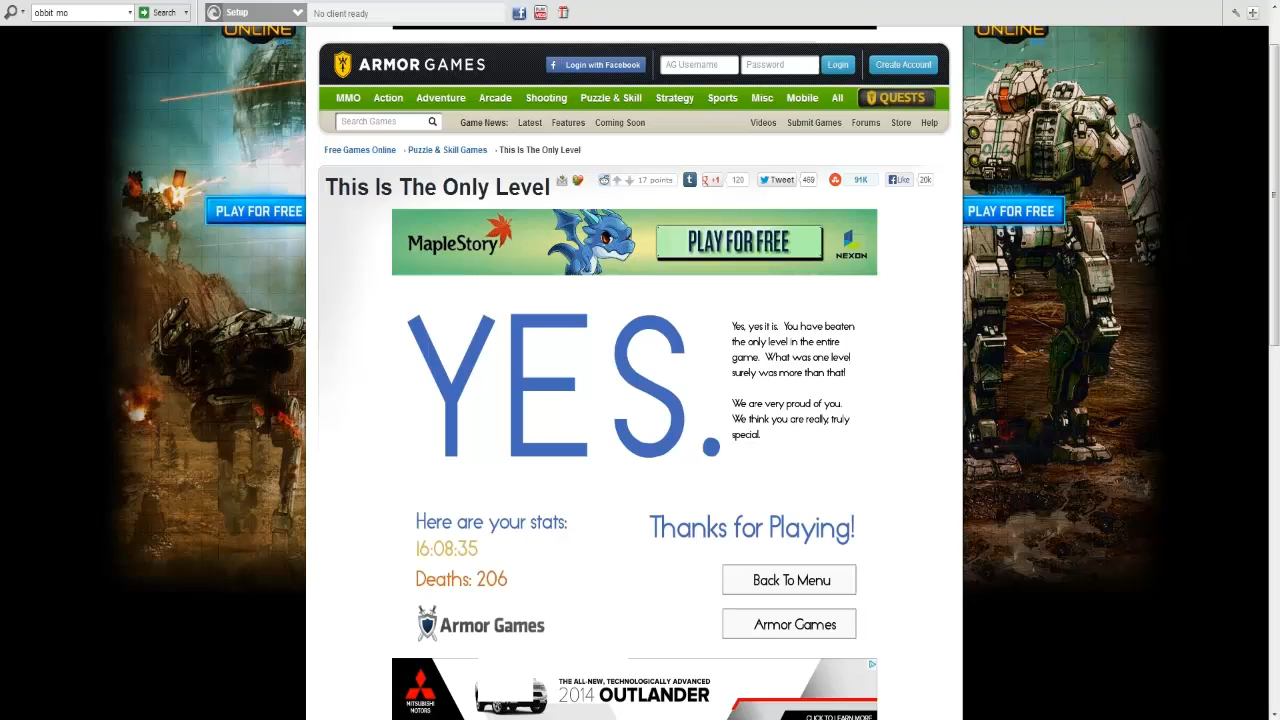 obbit mo
Search
Setup
No client ready
ONLINE
ONLINE
ARMOR GAMES
Login with Facebook
AG Username
Password
Login
Create Account
MMO Action Adventure Arcade Shooting Puzzle & Skill Strategy Sports Misc Mobile All QUESTS
Search Games
Game News: Latest Features Coming Soon
Videos Submit Games Forums Store Help
Free Games Online Puzzle & Skill Games This Is The Only Level
This Is The Only Level
17 points
+1
120
Tweet
469
91K
Like
20k
PLAY FOR FREE
PLAY FOR FREE
MapleStory
PLAY FOR FREE
NEXON
YES.
Yes, yes it is. You have beaten
the only level in the entire
game. What was one level
surely was more than that!
We are very proud of you.
We think you are really, truly
special.
Here are your stats:
16:08:35
Deaths: 206
Armor Games
Thanks for Playing!
Back To Menu
Armor Games
MITSUBISHI
MOTORS
THE ALL-NEW, TECHNOLOGICALLY ADVANCED
2014 OUTLANDER
CLICK TO LEARN MORE